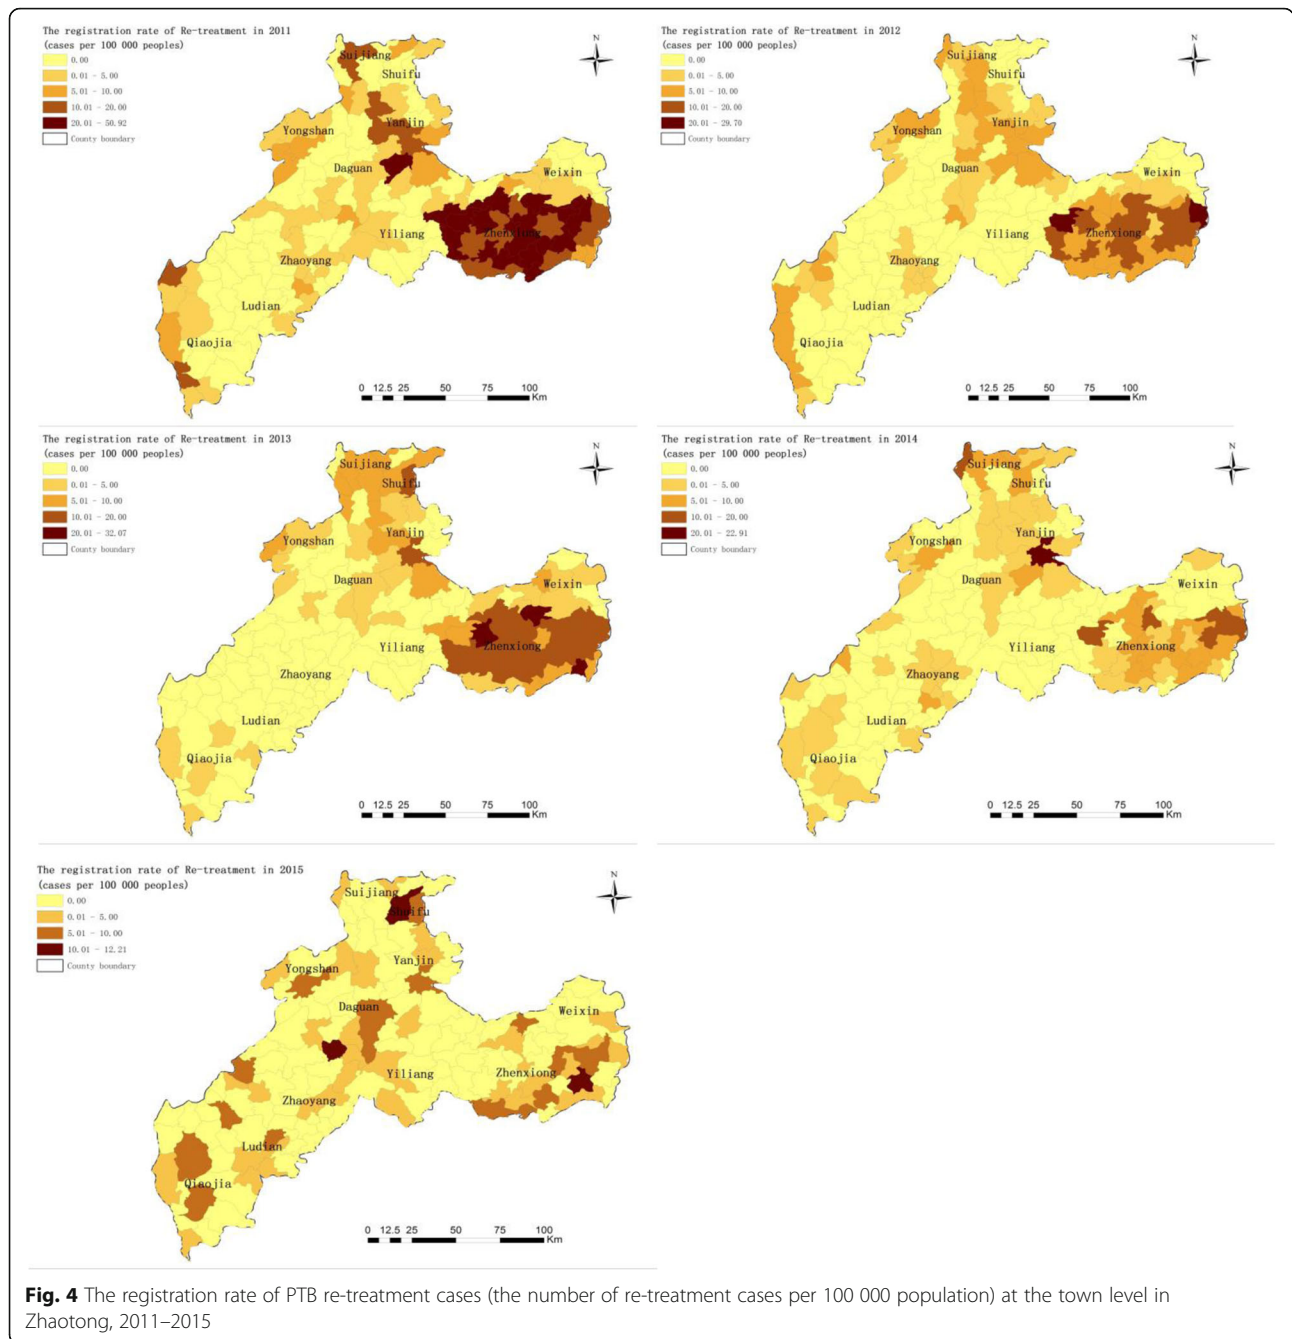 The registration rate of Re-treatment in 2011
(cases per 100 000 peoples)
0.00
0.01 - 5.00
5.01 - 10.00
10.01 - 20.00
20.01 - 50.92
County boundary
N
Suijiang
Shuifu
Yanjin
Yongshan
Daguan
Weixin
Yiliang
Zhenxiong
Zhaoyang
Ludian
Qiaojia
0 12.5 25 50 75 100
Km
The registration rate of Re-treatment in 2012
(cases per 100 000 peoples)
0.00
0.01 - 5.00
5.01 - 10.00
10.01 - 20.00
20.01 - 29.70
County boundary
N
Suijiang
Shuifu
Yanjin
Yongshan
Daguan
Weixin
Yiliang
Zhenxiong
Zhaoyang
Ludian
Qiaojia
0 12.5 25 50 75 100
Km
The registration rate of Re-treatment in 2013
(cases per 100 000 peoples)
0.00
0.01 - 5.00
5.01 - 10.00
10.01 - 20.00
20.01 - 32.07
County boundary
N
Suijiang
Shuifu
Yanjin
Yongshan
Daguan
Weixin
Yiliang
Zhenxiong
Zhaoyang
Ludian
Qiaojia
0 12.5 25 50 75 100
Km
The registration rate of Re-treatment in 2014
(cases per 100 000 peoples)
0.00
0.01 - 5.00
5.01 - 10.00
10.01 - 20.00
20.01 - 22.91
County boundary
N
Suijiang
Shuifu
Yanjin
Yongshan
Daguan
Weixin
Yiliang
Zhenxiong
Zhaoyang
Ludian
Qiaojia
0 12.5 25 50 75 100
Km
The registration rate of Re-treatment in 2015
(cases per 100 000 peoples)
0.00
0.01 - 5.00
5.01 - 10.00
10.01 - 12.21
County boundary
N
Suijiang
Shuifu
Yanjin
Yongshan
Daguan
Weixin
Yiliang
Zhenxiong
Zhaoyang
Ludian
Qiaojia
0 12.5 25 50 75 100
Km
Fig. 4 The registration rate of PTB re-treatment cases (the number of re-treatment cases per 100 000 population) at the town level in
Zhaotong, 2011–2015